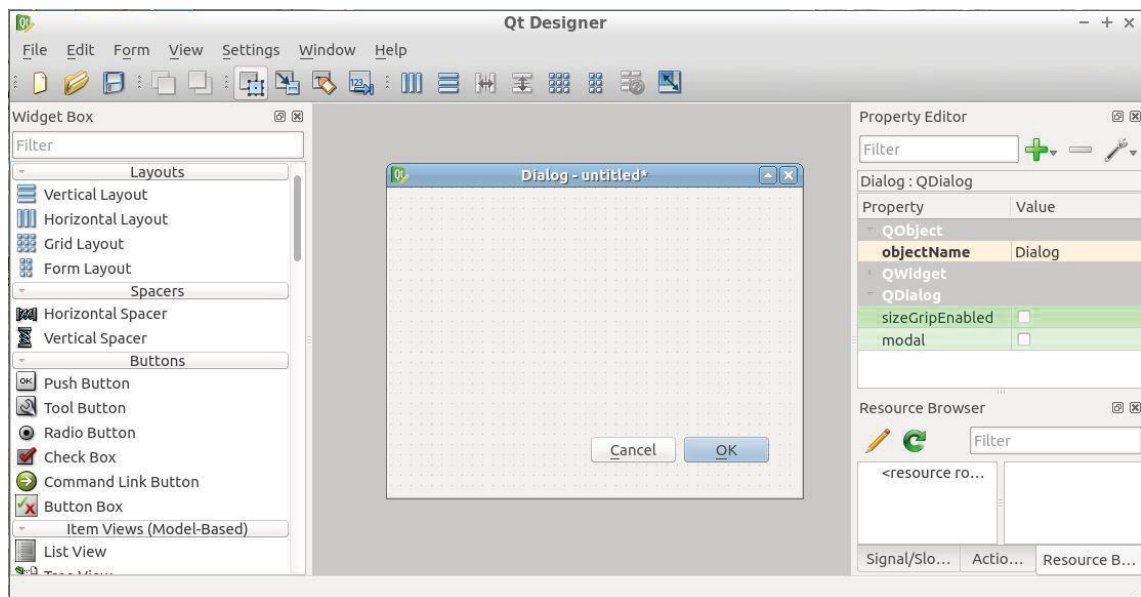 Qt Designer
File Edit Form View Settings Window Help
Widget Box
Filter
Layouts
Vertical Layout
Horizontal Layout
Grid Layout
Form Layout
Spacers
Horizontal Spacer
Vertical Spacer
Buttons
Push Button
Tool Button
Radio Button
Check Box
Command Link Button
Button Box
Item Views (Model-Based)
List View
Dialog - untitled*
Cancel OK
Property Editor
Filter
Dialog : QDialog
Property Value
QObject
objectName Dialog
QWidget
QDialog
sizeGripEnabled
modal
Resource Browser
Filter
<resource ro...
Signal/Slo... Actio... Resource B...